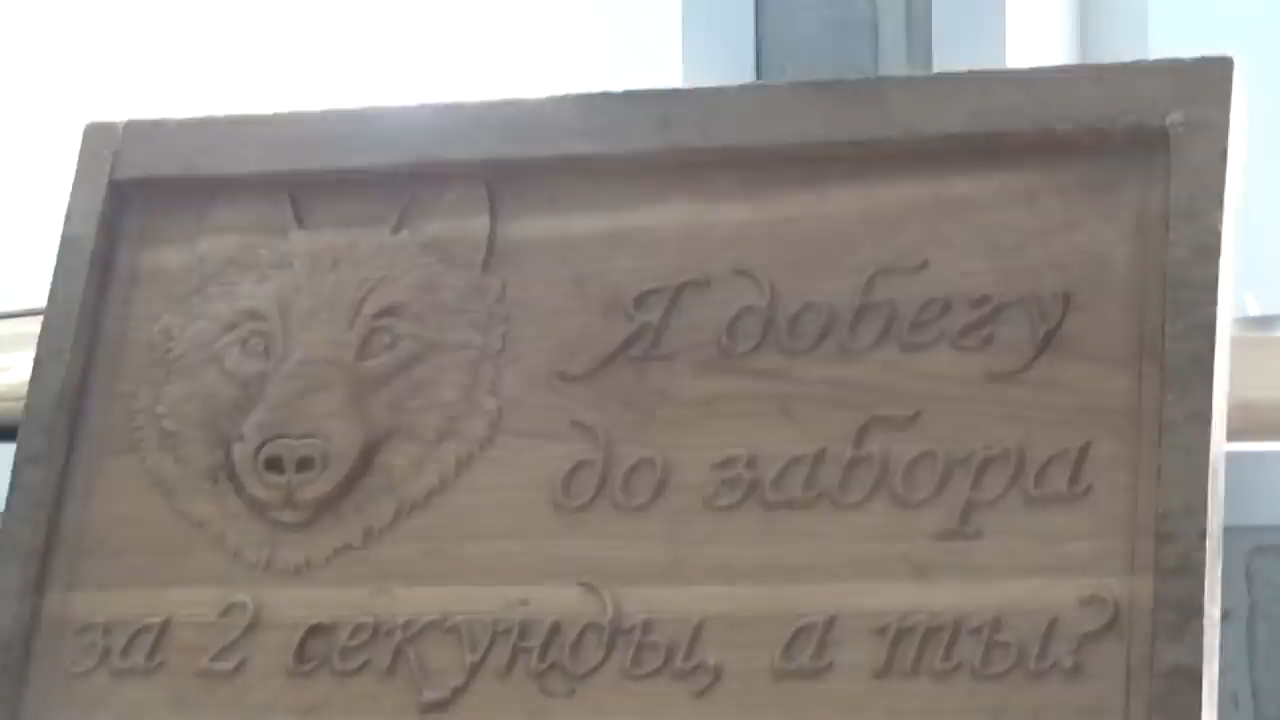 Я добегу
до забора
за 2 секунды, а ты?